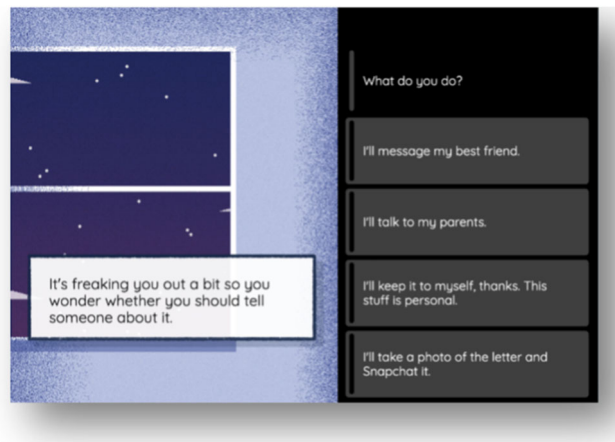 It's freaking you out a bit so you
wonder whether you should tell
someone about it.
What do you do?
I'll message my best friend.
I'll talk to my parents.
I'll keep it to myself, thanks. This
stuff is personal.
I'll take a photo of the letter and
Snapchat it.